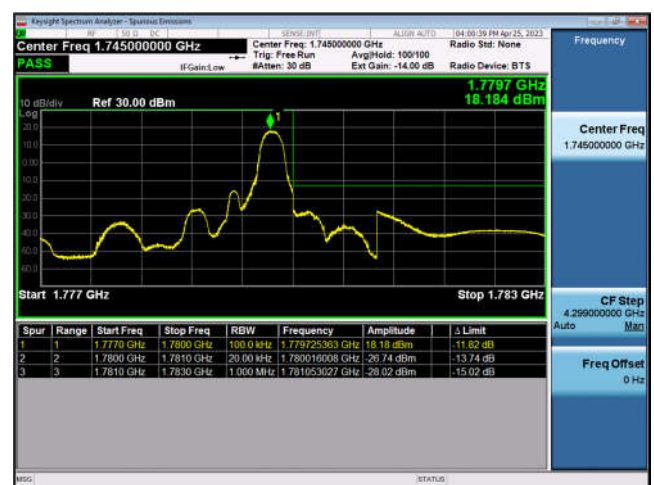 Keysight Spectrum Analyzer - Spurious Emissions
RF 50 Ω DC SENSE:INT ALIGN AUTO 04:00:39 PM Apr 25, 2023
Center Freq 1.745000000 GHz
Center Freq: 1.745000000 GHz
Radio Std: None
Trig: Free Run Avg|Hold: 100/100
PASS
IFGain:Low
#Atten: 30 dB Ext Gain: -14.00 dB
Radio Device: BTS
1.7797 GHz
18.184 dBm
10 dB/div Ref 30.00 dBm
Log
20.0
10.0
0.00
10.0
20.0
30.0
40.0
50.0
60.0
1
Start 1.777 GHz
Stop 1.783 GHz
Spur Range Start Freq Stop Freq RBW Frequency Amplitude Δ Limit
1 1 1.7770 GHz 1.7800 GHz 100.0 kHz 1.779725363 GHz 18.18 dBm -11.82 dB
2 2 1.7800 GHz 1.7810 GHz 20.00 kHz 1.780016008 GHz -26.74 dBm -13.74 dB
3 3 1.7810 GHz 1.7830 GHz 1.000 MHz 1.781053027 GHz -28.02 dBm -15.02 dB
MSG
STATUS
Frequency
Center Freq
1.745000000 GHz
CF Step
4.299000000 GHz
Auto Man
Freq Offset
0 Hz